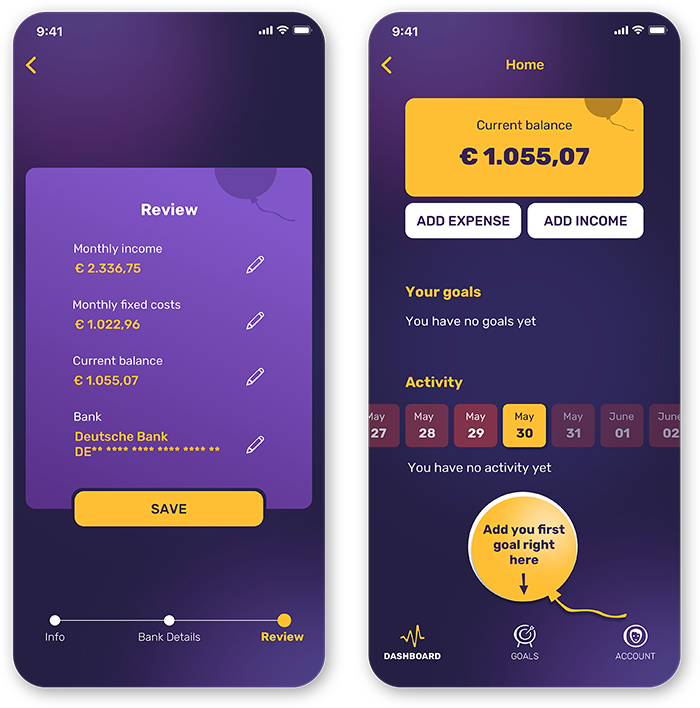 9:41
Review
Monthly income
€ 2.336,75
Monthly fixed costs
€ 1.022,96
Current balance
€ 1.055,07
Bank
Deutsche Bank
DE** **** **** **** **** **
SAVE
Info
Bank Details
Review
9:41
Home
Current balance
€ 1.055,07
ADD EXPENSE
ADD INCOME
Your goals
You have no goals yet
Activity
May May May May May June June
27 28 29 30 31 01 02
You have no activity yet
Add you first
goal right
here
DASHBOARD
GOALS
ACCOUNT